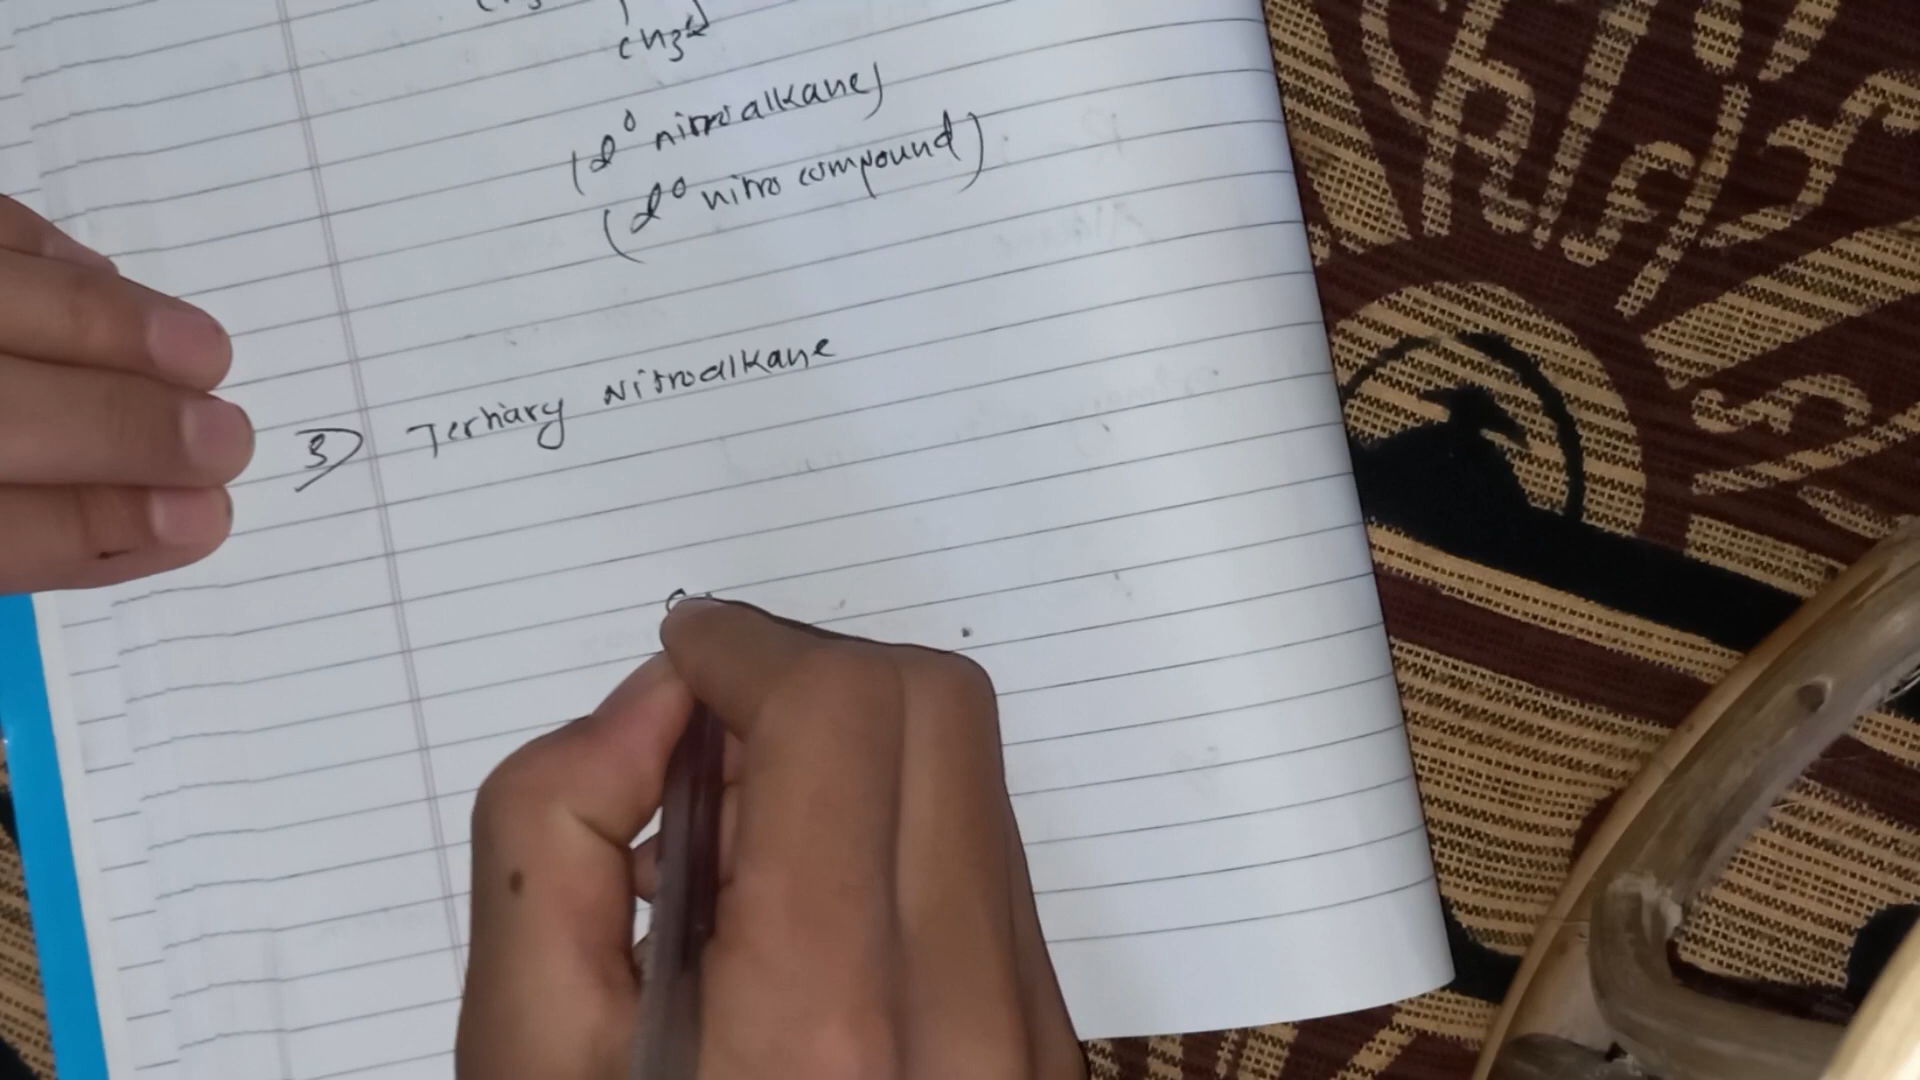 CH3
(2° nitroalkane)
(2° nitro compound)
3) Tertiary Nitroalkane